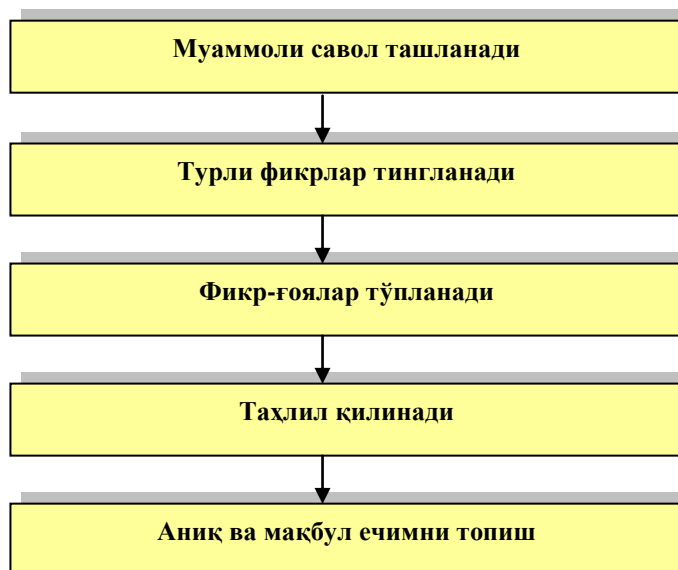 Муаммоли савол ташланади
Турли фикрлар тингланади
Фикр-ғоялар тўпланади
Таҳлил қилинади
Аниқ ва мақбул ечимни топиш